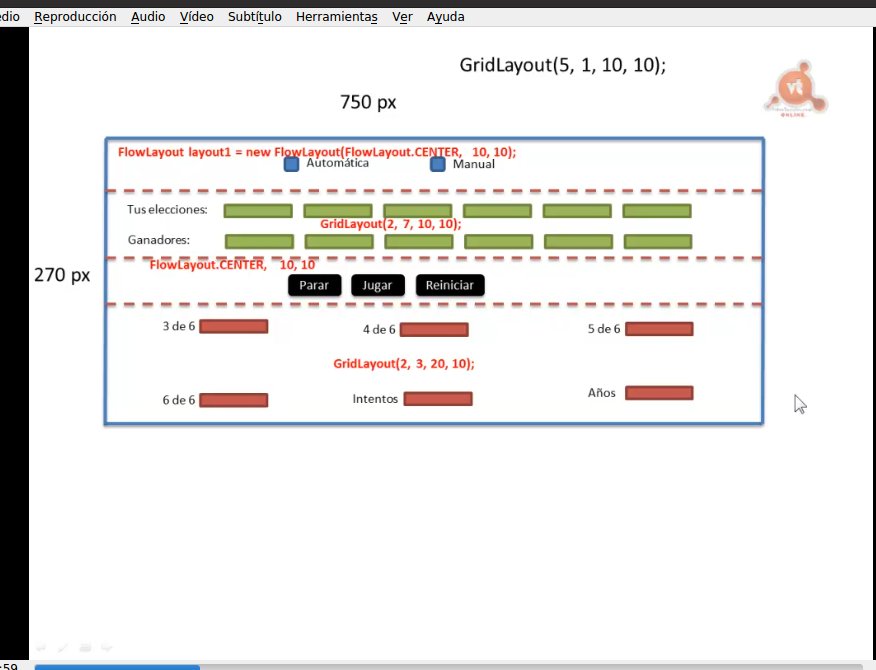 Reproducción Audio Vídeo Subtítulo Herramientas Ver Ayuda
GridLayout(5, 1, 10, 10);
vt
ONLINE
750 px
FlowLayout layout1 = new FlowLayout(FlowLayout.CENTER, 10, 10);
Automática Manual
Tus elecciones:
GridLayout(2, 7, 10, 10);
Ganadores:
FlowLayout.CENTER, 10, 10
270 px
Parar Jugar Reiniciar
3 de 6 4 de 6 5 de 6
GridLayout(2, 3, 20, 10);
6 de 6 Intentos Años
:59